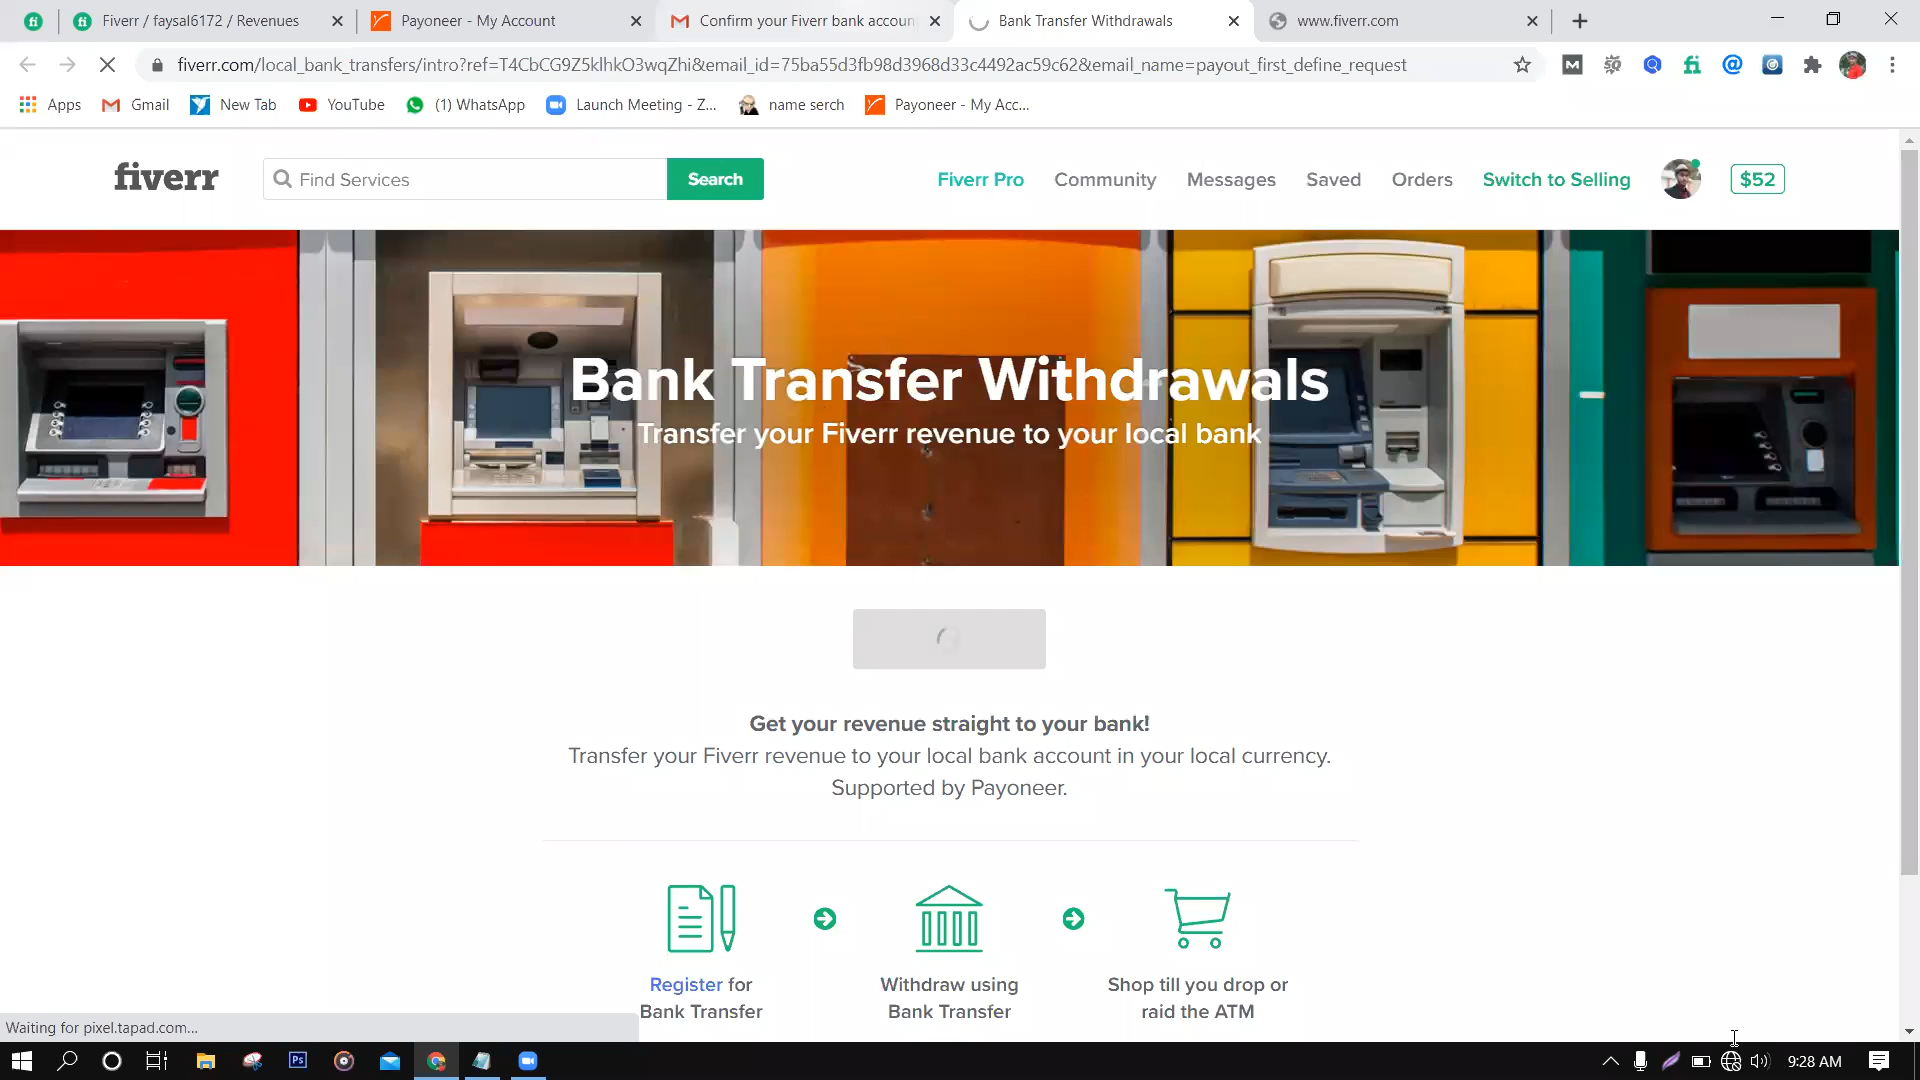 Fiverr / faysal6172 / Revenues
Payoneer - My Account
Confirm your Fiverr bank accoun
Bank Transfer Withdrawals
www.fiverr.com
fiverr.com/local_bank_transfers/intro?ref=T4CbCG9Z5klhkO3wqZhi&email_id=75ba55d3fb98d3968d33c4492ac59c62&email_name=payout_first_define_request
Apps
Gmail
New Tab
YouTube
(1) WhatsApp
Launch Meeting - Z...
name serch
Payoneer - My Acc...
fiverr
Find Services
Search
Fiverr Pro
Community
Messages
Saved
Orders
Switch to Selling
$52
Bank Transfer Withdrawals
Transfer your Fiverr revenue to your local bank
Get your revenue straight to your bank!
Transfer your Fiverr revenue to your local bank account in your local currency.
Supported by Payoneer.
Register for
Bank Transfer
Withdraw using
Bank Transfer
Shop till you drop or
raid the ATM
Waiting for pixel.tapad.com...
9:28 AM